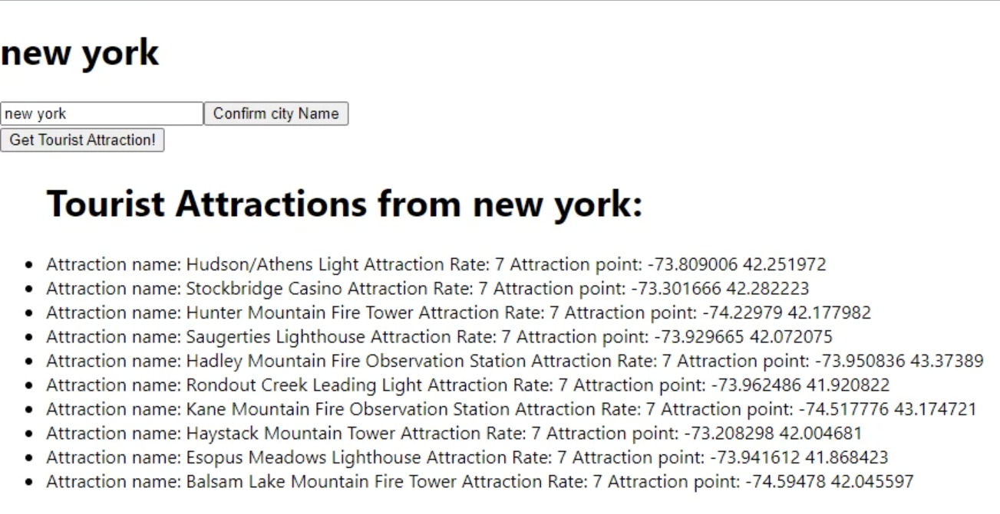 new york
new york Confirm city Name
Get Tourist Attraction!
Tourist Attractions from new york:
Attraction name: Hudson/Athens Light Attraction Rate: 7 Attraction point: -73.809006 42.251972
Attraction name: Stockbridge Casino Attraction Rate: 7 Attraction point: -73.301666 42.282223
Attraction name: Hunter Mountain Fire Tower Attraction Rate: 7 Attraction point: -74.22979 42.177982
Attraction name: Saugerties Lighthouse Attraction Rate: 7 Attraction point: -73.929665 42.072075
Attraction name: Hadley Mountain Fire Observation Station Attraction Rate: 7 Attraction point: -73.950836 43.37389
Attraction name: Rondout Creek Leading Light Attraction Rate: 7 Attraction point: -73.962486 41.920822
Attraction name: Kane Mountain Fire Observation Station Attraction Rate: 7 Attraction point: -74.517776 43.174721
Attraction name: Haystack Mountain Tower Attraction Rate: 7 Attraction point: -73.208298 42.004681
Attraction name: Esopus Meadows Lighthouse Attraction Rate: 7 Attraction point: -73.941612 41.868423
Attraction name: Balsam Lake Mountain Fire Tower Attraction Rate: 7 Attraction point: -74.59478 42.045597